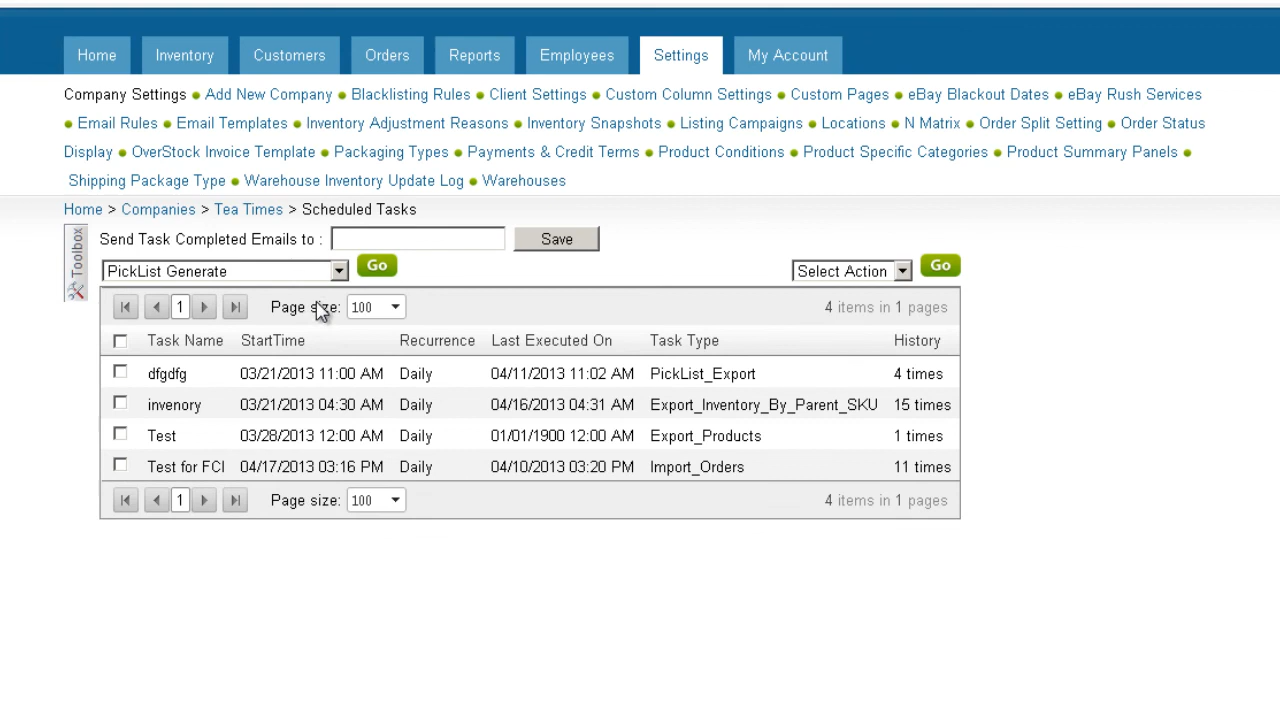 Home Inventory Customers Orders Reports Employees Settings My Account
Company Settings ● Add New Company ● Blacklisting Rules ● Client Settings ● Custom Column Settings ● Custom Pages ● eBay Blackout Dates ● eBay Rush Services
● Email Rules ● Email Templates ● Inventory Adjustment Reasons ● Inventory Snapshots ● Listing Campaigns ● Locations ● N Matrix ● Order Split Setting ● Order Status
Display ● OverStock Invoice Template ● Packaging Types ● Payments & Credit Terms ● Product Conditions ● Product Specific Categories ● Product Summary Panels ●
Shipping Package Type ● Warehouse Inventory Update Log ● Warehouses
Home > Companies > Tea Times > Scheduled Tasks
Toolbox
Send Task Completed Emails to : Save
PickList Generate Go Select Action Go
1 Page size: 100 4 items in 1 pages
Task Name StartTime Recurrence Last Executed On Task Type History
dfgdfg 03/21/2013 11:00 AM Daily 04/11/2013 11:02 AM PickList_Export 4 times
invenory 03/21/2013 04:30 AM Daily 04/16/2013 04:31 AM Export_Inventory_By_Parent_SKU 15 times
Test 03/28/2013 12:00 AM Daily 01/01/1900 12:00 AM Export_Products 1 times
Test for FCI 04/17/2013 03:16 PM Daily 04/10/2013 03:20 PM Import_Orders 11 times
1 Page size: 100 4 items in 1 pages